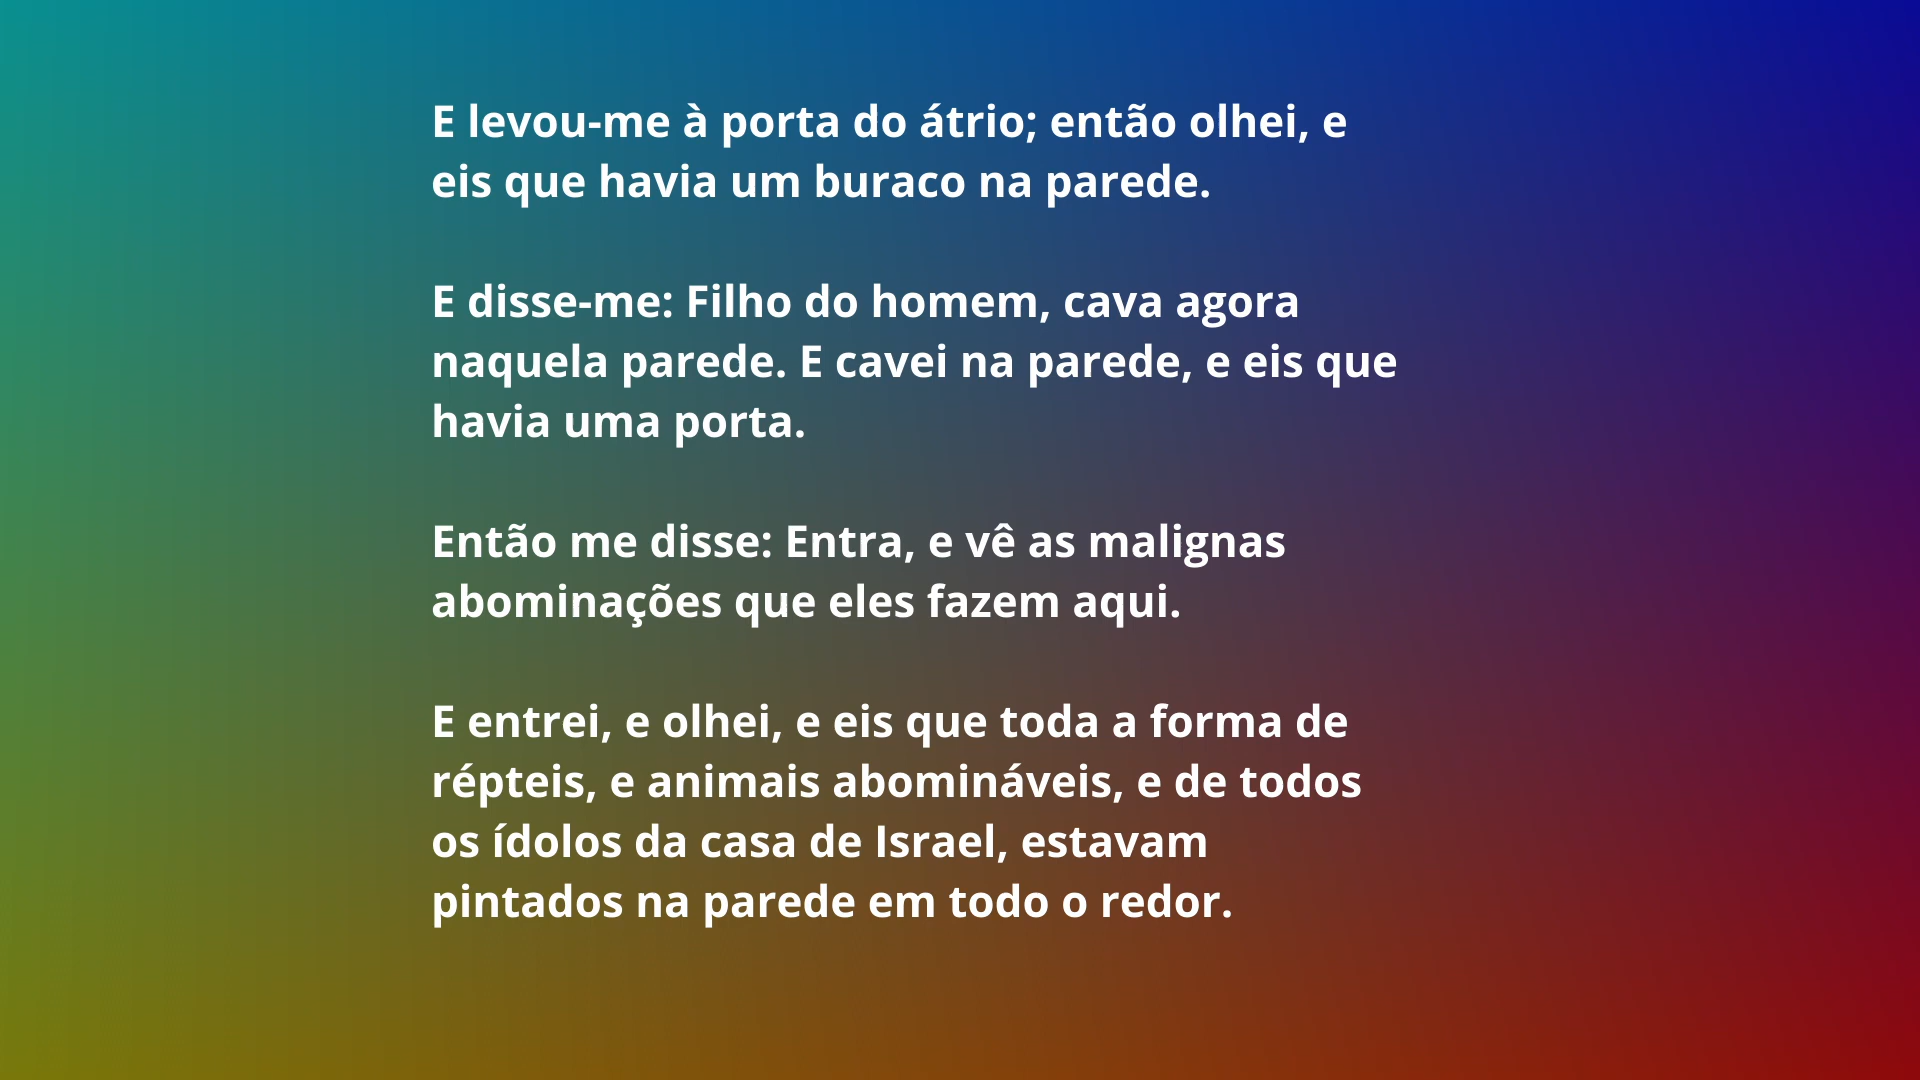 E levou-me à porta do átrio; então olhei, e
eis que havia um buraco na parede.
E disse-me: Filho do homem, cava agora
naquela parede. E cavei na parede, e eis que
havia uma porta.
Então me disse: Entra, e vê as malignas
abominações que eles fazem aqui.
E entrei, e olhei, e eis que toda a forma de
répteis, e animais abomináveis, e de todos
os ídolos da casa de Israel, estavam
pintados na parede em todo o redor.